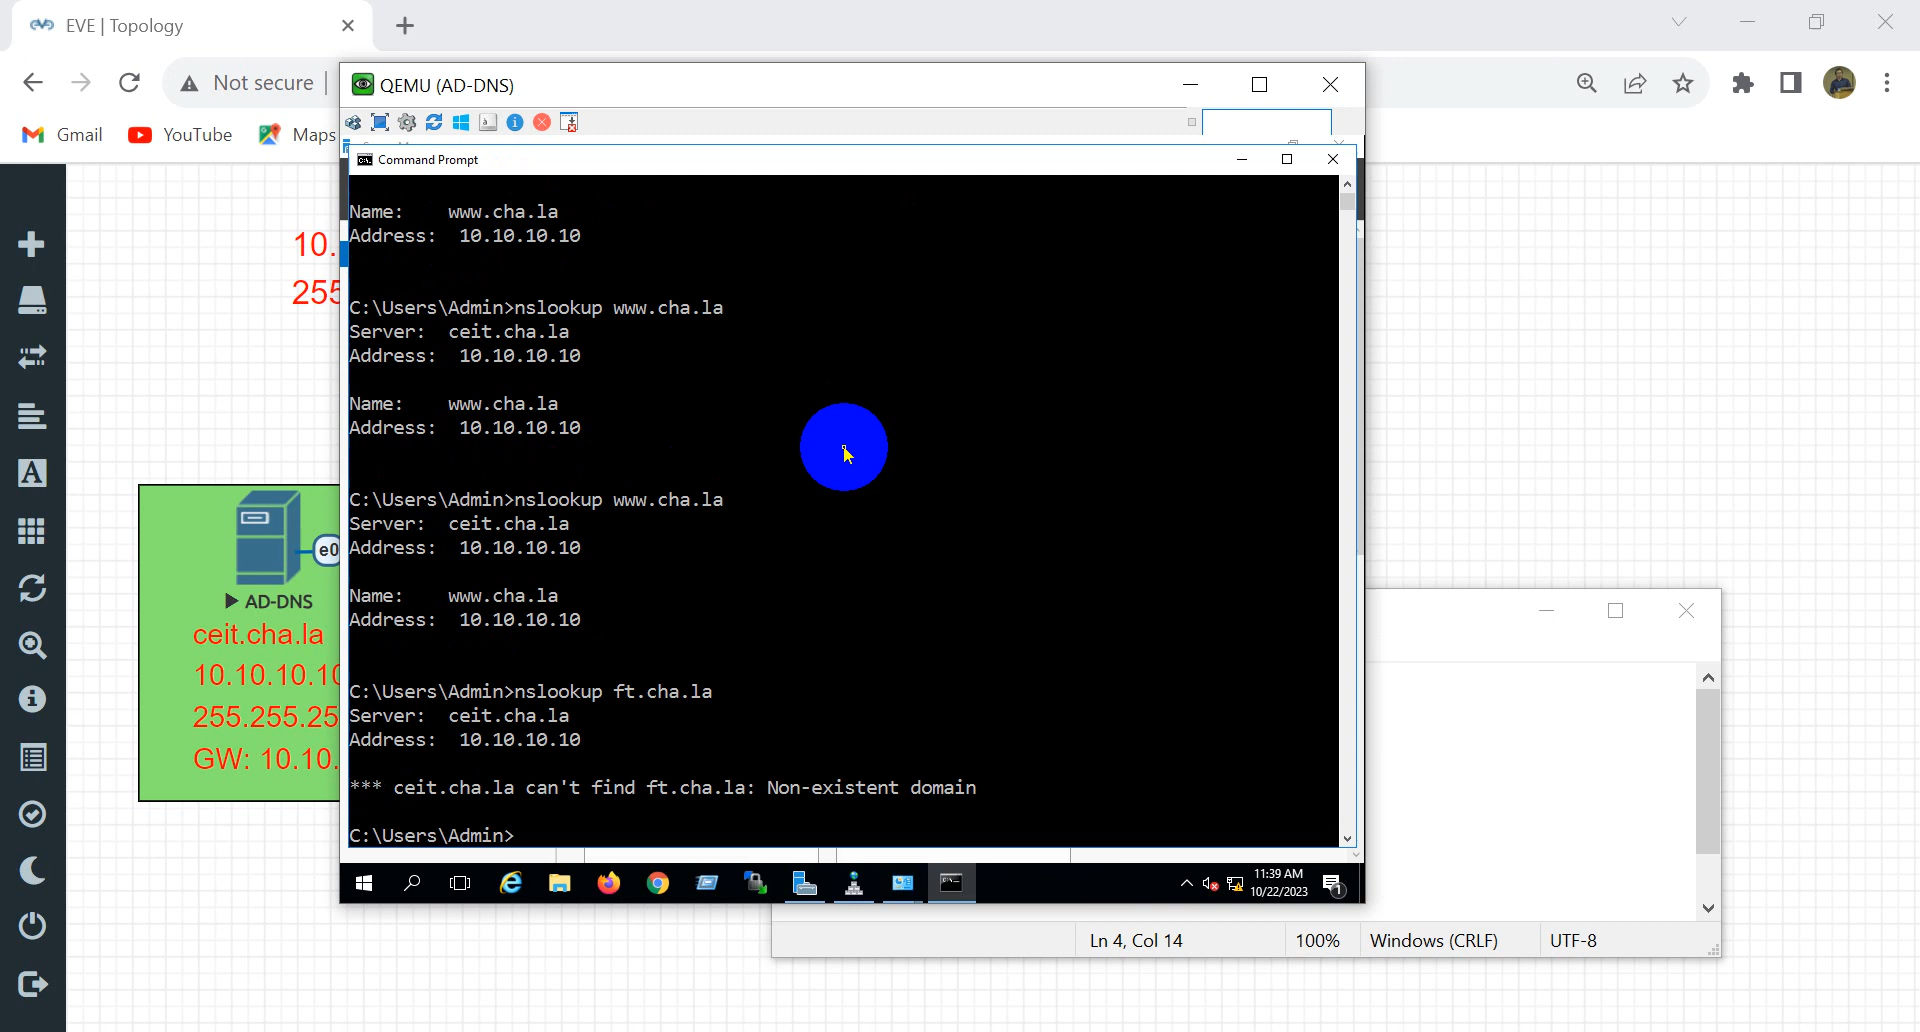 EVE | Topology
Not secure
QEMU (AD-DNS)
Gmail
YouTube
Maps
Command Prompt
Name: www.cha.la
Address: 10.10.10.10
C:\Users\Admin>nslookup www.cha.la
Server: ceit.cha.la
Address: 10.10.10.10
Name: www.cha.la
Address: 10.10.10.10
C:\Users\Admin>nslookup www.cha.la
Server: ceit.cha.la
Address: 10.10.10.10
Name: www.cha.la
Address: 10.10.10.10
C:\Users\Admin>nslookup ft.cha.la
Server: ceit.cha.la
Address: 10.10.10.10
*** ceit.cha.la can't find ft.cha.la: Non-existent domain
C:\Users\Admin>
10.
255
e0
AD-DNS
ceit.cha.la
10.10.10.10
255.255.25
GW: 10.10.
11:39 AM
10/22/2023
1
Ln 4, Col 14
100%
Windows (CRLF)
UTF-8